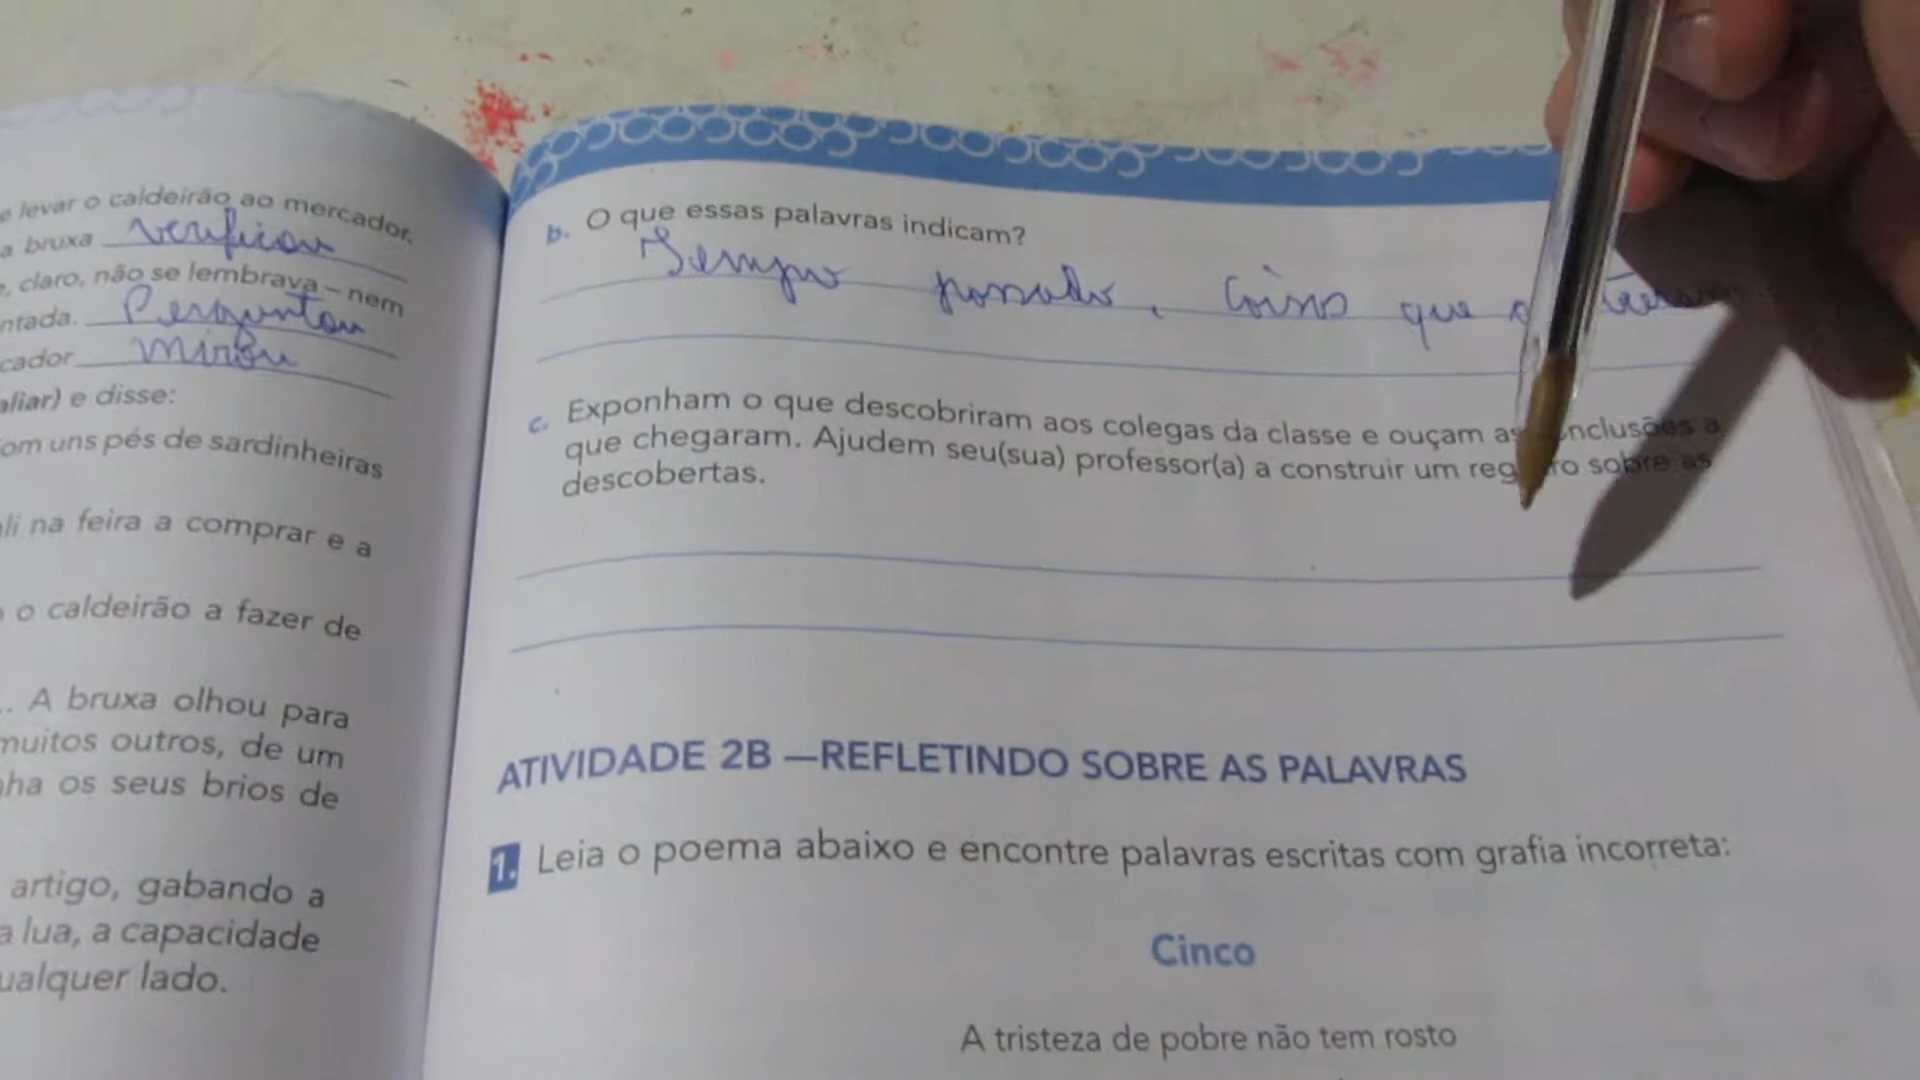 e levar o caldeirão ao mercador,
a bruxa verificou
, claro, não se lembrava – nem
ntada. Perguntou
cador mirou
aliar) e disse:
om uns pés de sardinheiras
li na feira a comprar e a
o caldeirão a fazer de
. A bruxa olhou para
muitos outros, de um
nha os seus brios de
artigo, gabando a
a lua, a capacidade
ualquer lado.
b. O que essas palavras indicam?
Tempo passado, coisas que
c. Exponham o que descobriram aos colegas da classe e ouçam as conclusões a
que chegaram. Ajudem seu(sua) professor(a) a construir um registro sobre as
descobertas.
ATIVIDADE 2B —REFLETINDO SOBRE AS PALAVRAS
1. Leia o poema abaixo e encontre palavras escritas com grafia incorreta:
Cinco
A tristeza de pobre não tem rosto